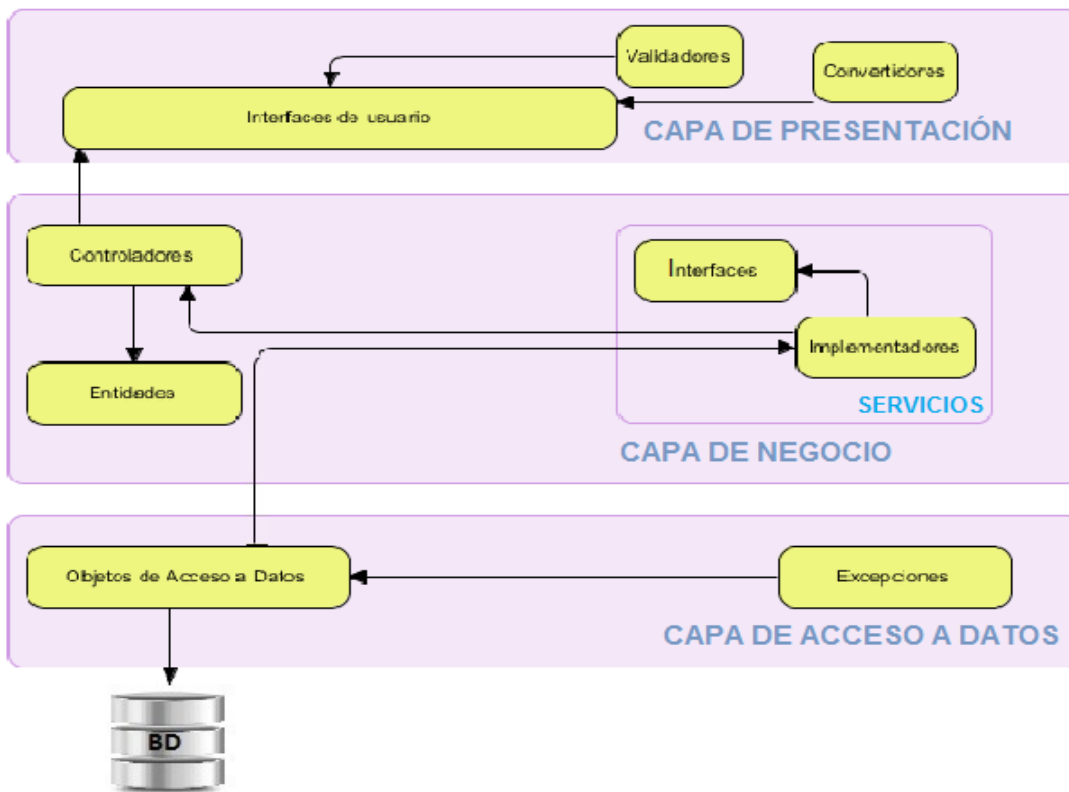 Validadores
Convertidores
Interfaces de usuario
CAPA DE PRESENTACIÓN
Controladores
Interfaces
Implementadores
Entidades
SERVICIOS
CAPA DE NEGOCIO
Objetos de Acceso a Datos
Excepciones
CAPA DE ACCESO A DATOS
BD